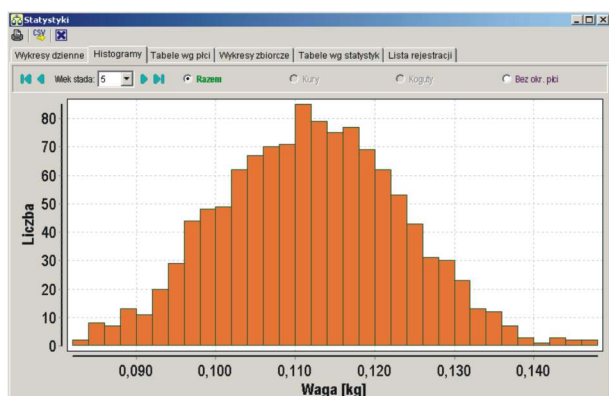 Statystyki
CSV
Wykresy dzienne Histogramy Tabele wg płci Wykresy zbiorcze Tabele wg statystyk Lista rejestracji
Wiek stada: 5 Razem Kury Koguty Bez okr. płci
Liczba
80
70
60
50
40
30
20
10
0
0,090 0,100 0,110 0,120 0,130 0,140
Waga [kg]